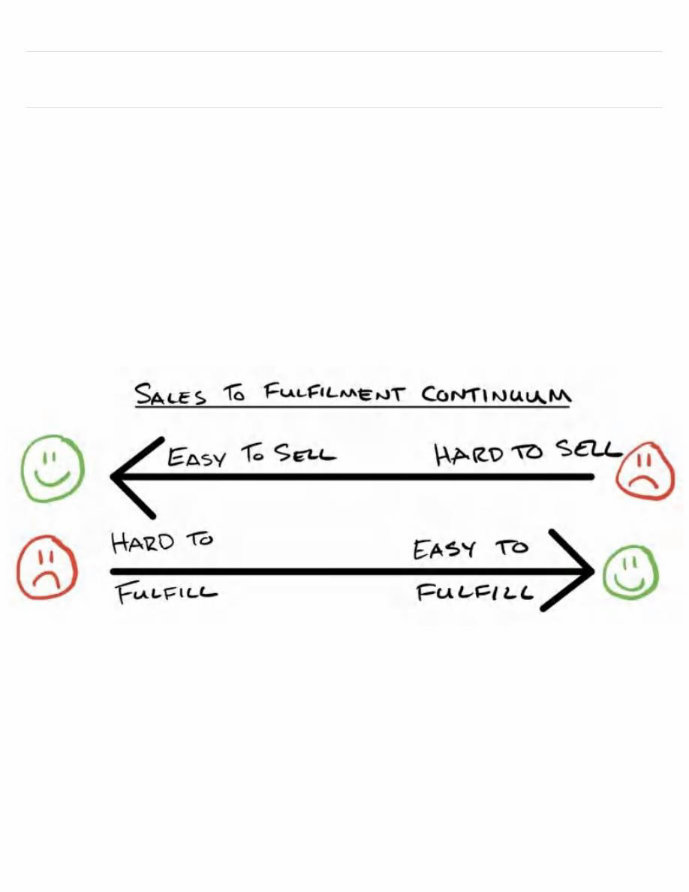 SALES TO FULFILMENT CONTINUUM
EASY TO SELL HARD TO SELL
HARD TO EASY TO
FULFILL FULFILL